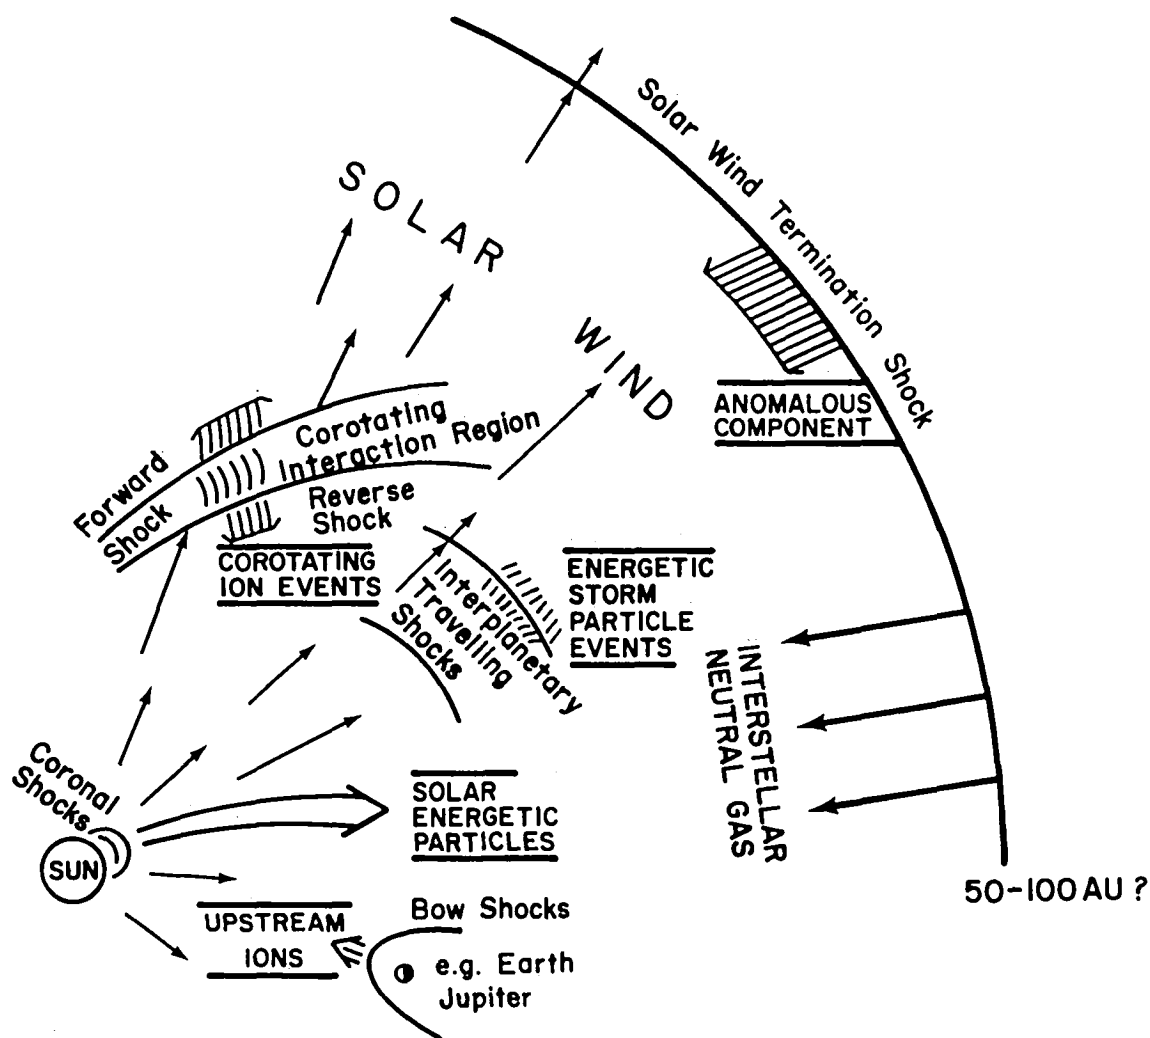 Solar Wind Termination Shock
SOLAR
WIND
ANOMALOUS
COMPONENT
Corotating
Interaction Region
Forward
Shock
Reverse
Shock
COROTATING
ION EVENTS
Interplanetary
Travelling
Shocks
ENERGETIC
STORM
PARTICLE
EVENTS
INTERSTELLAR
NEUTRAL GAS
Coronal
Shocks
SUN
SOLAR
ENERGETIC
PARTICLES
50-100 AU ?
UPSTREAM
IONS
Bow Shocks
e.g. Earth
Jupiter